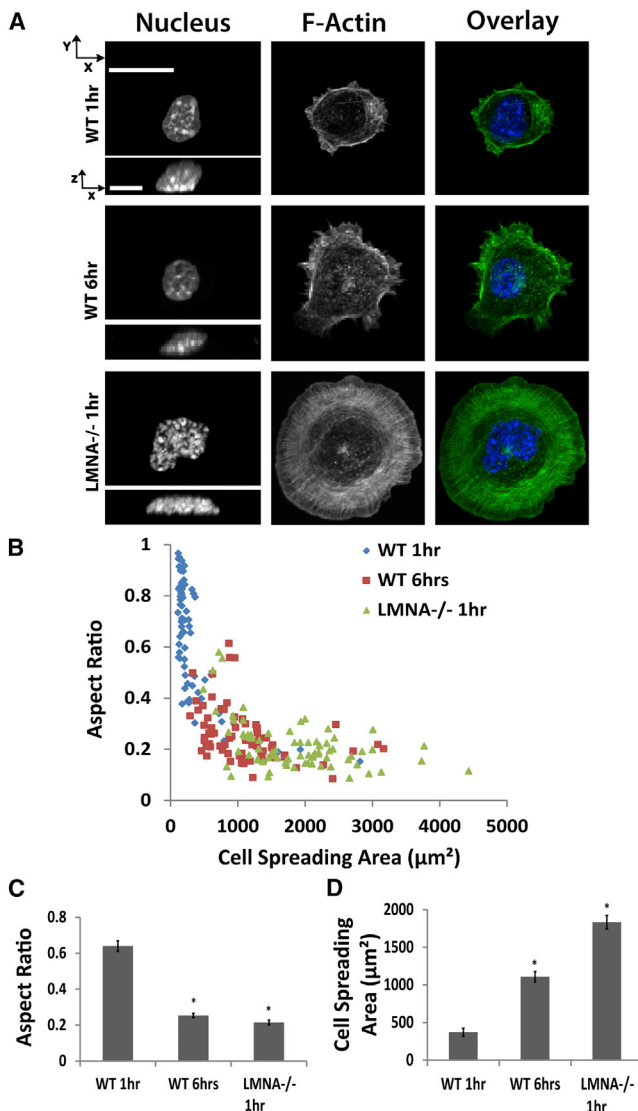 A
Nucleus F-Actin Overlay
Y
X
WT 1hr
Z
X
WT 6hr
LMNA-/- 1hr
B
1
0.8
0.6
0.4
0.2
0
Aspect Ratio
WT 1hr
WT 6hrs
LMNA-/- 1hr
0 1000 2000 3000 4000 5000
Cell Spreading Area (μm²)
C
0.8
0.6
0.4
0.2
0
Aspect Ratio
* *
WT 1hr WT 6hrs LMNA-/-
1hr
D
2000
1500
1000
500
0
Cell Spreading
Area (μm²)
* *
WT 1hr WT 6hrs LMNA-/-
1hr